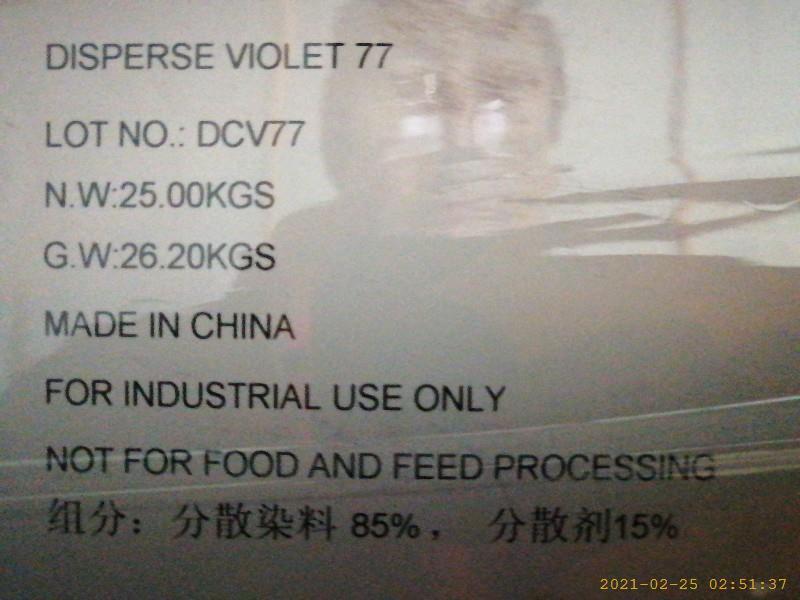 DISPERSE VIOLET 77
LOT NO.: DCV77
N.W:25.00KGS
G.W:26.20KGS
MADE IN CHINA
FOR INDUSTRIAL USE ONLY
NOT FOR FOOD AND FEED PROCESSING
组分：分散染料 85%， 分散剂15%
2021-02-25 02:51:37